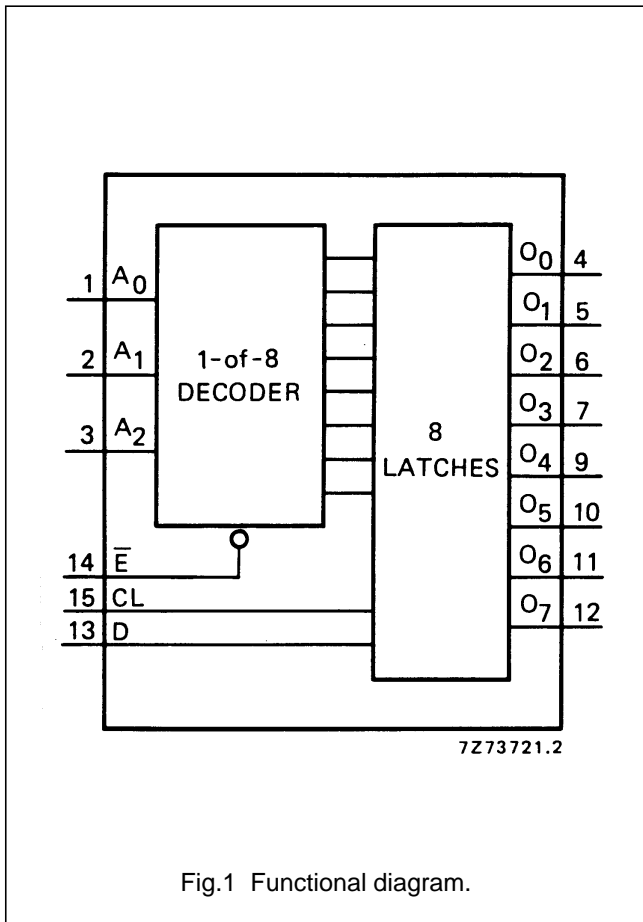 1 A0
2 A1
3 A2
14 E̅
15 CL
13 D
1-of-8
DECODER
8
LATCHES
O0 4
O1 5
O2 6
O3 7
O4 9
O5 10
O6 11
O7 12
7Z73721.2
Fig.1 Functional diagram.